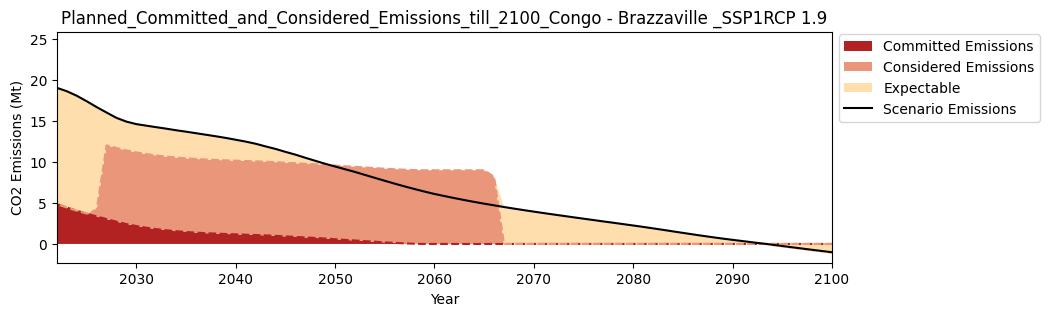 Planned_Committed_and_Considered_Emissions_till_2100_Congo - Brazzaville _SSP1RCP 1.9
25
20
15
10
5
0
CO2 Emissions (Mt)
2030 2040 2050 2060 2070 2080 2090 2100
Year
Committed Emissions
Considered Emissions
Expectable
Scenario Emissions